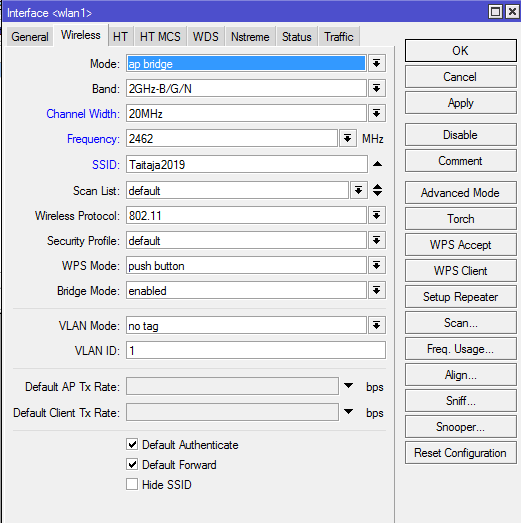 Interface <wlan1>
General Wireless HT HT MCS WDS Nstreme Status Traffic
Mode: ap bridge
Band: 2GHz-B/G/N
Channel Width: 20MHz
Frequency: 2462 MHz
SSID: Taitaja2019
Scan List: default
Wireless Protocol: 802.11
Security Profile: default
WPS Mode: push button
Bridge Mode: enabled
VLAN Mode: no tag
VLAN ID: 1
Default AP Tx Rate: bps
Default Client Tx Rate: bps
Default Authenticate
Default Forward
Hide SSID
OK
Cancel
Apply
Disable
Comment
Advanced Mode
Torch
WPS Accept
WPS Client
Setup Repeater
Scan...
Freq. Usage...
Align...
Sniff...
Snooper...
Reset Configuration